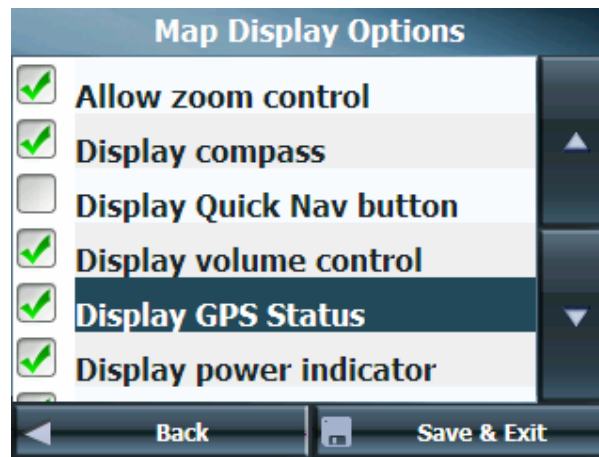 Map Display Options
Allow zoom control
Display compass
Display Quick Nav button
Display volume control
Display GPS Status
Display power indicator
Back
Save & Exit